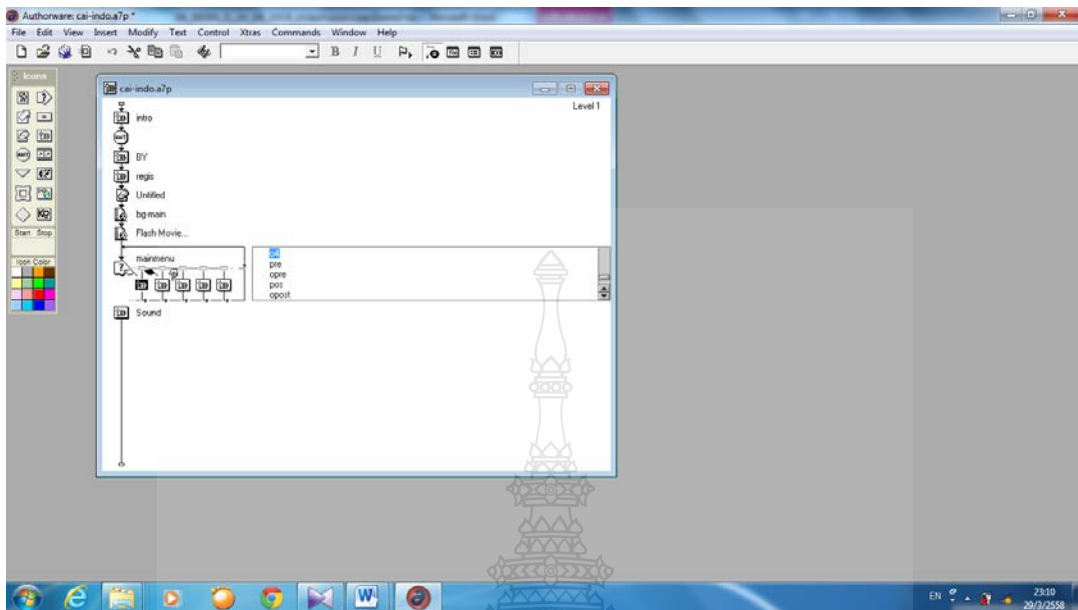 Authorware: cai-indo.a7p *
File Edit View Insert Modify Text Control Xtras Commands Window Help
B I U
Icons
cai-indo.a7p
Level 1
intro
WAIT
BY
regis
Untitled
bg-main
Flash Movie...
mainmenu
pre
opre
pos
opost
Sound
Start Stop
Icon Color
EN
23:10
29/3/2558